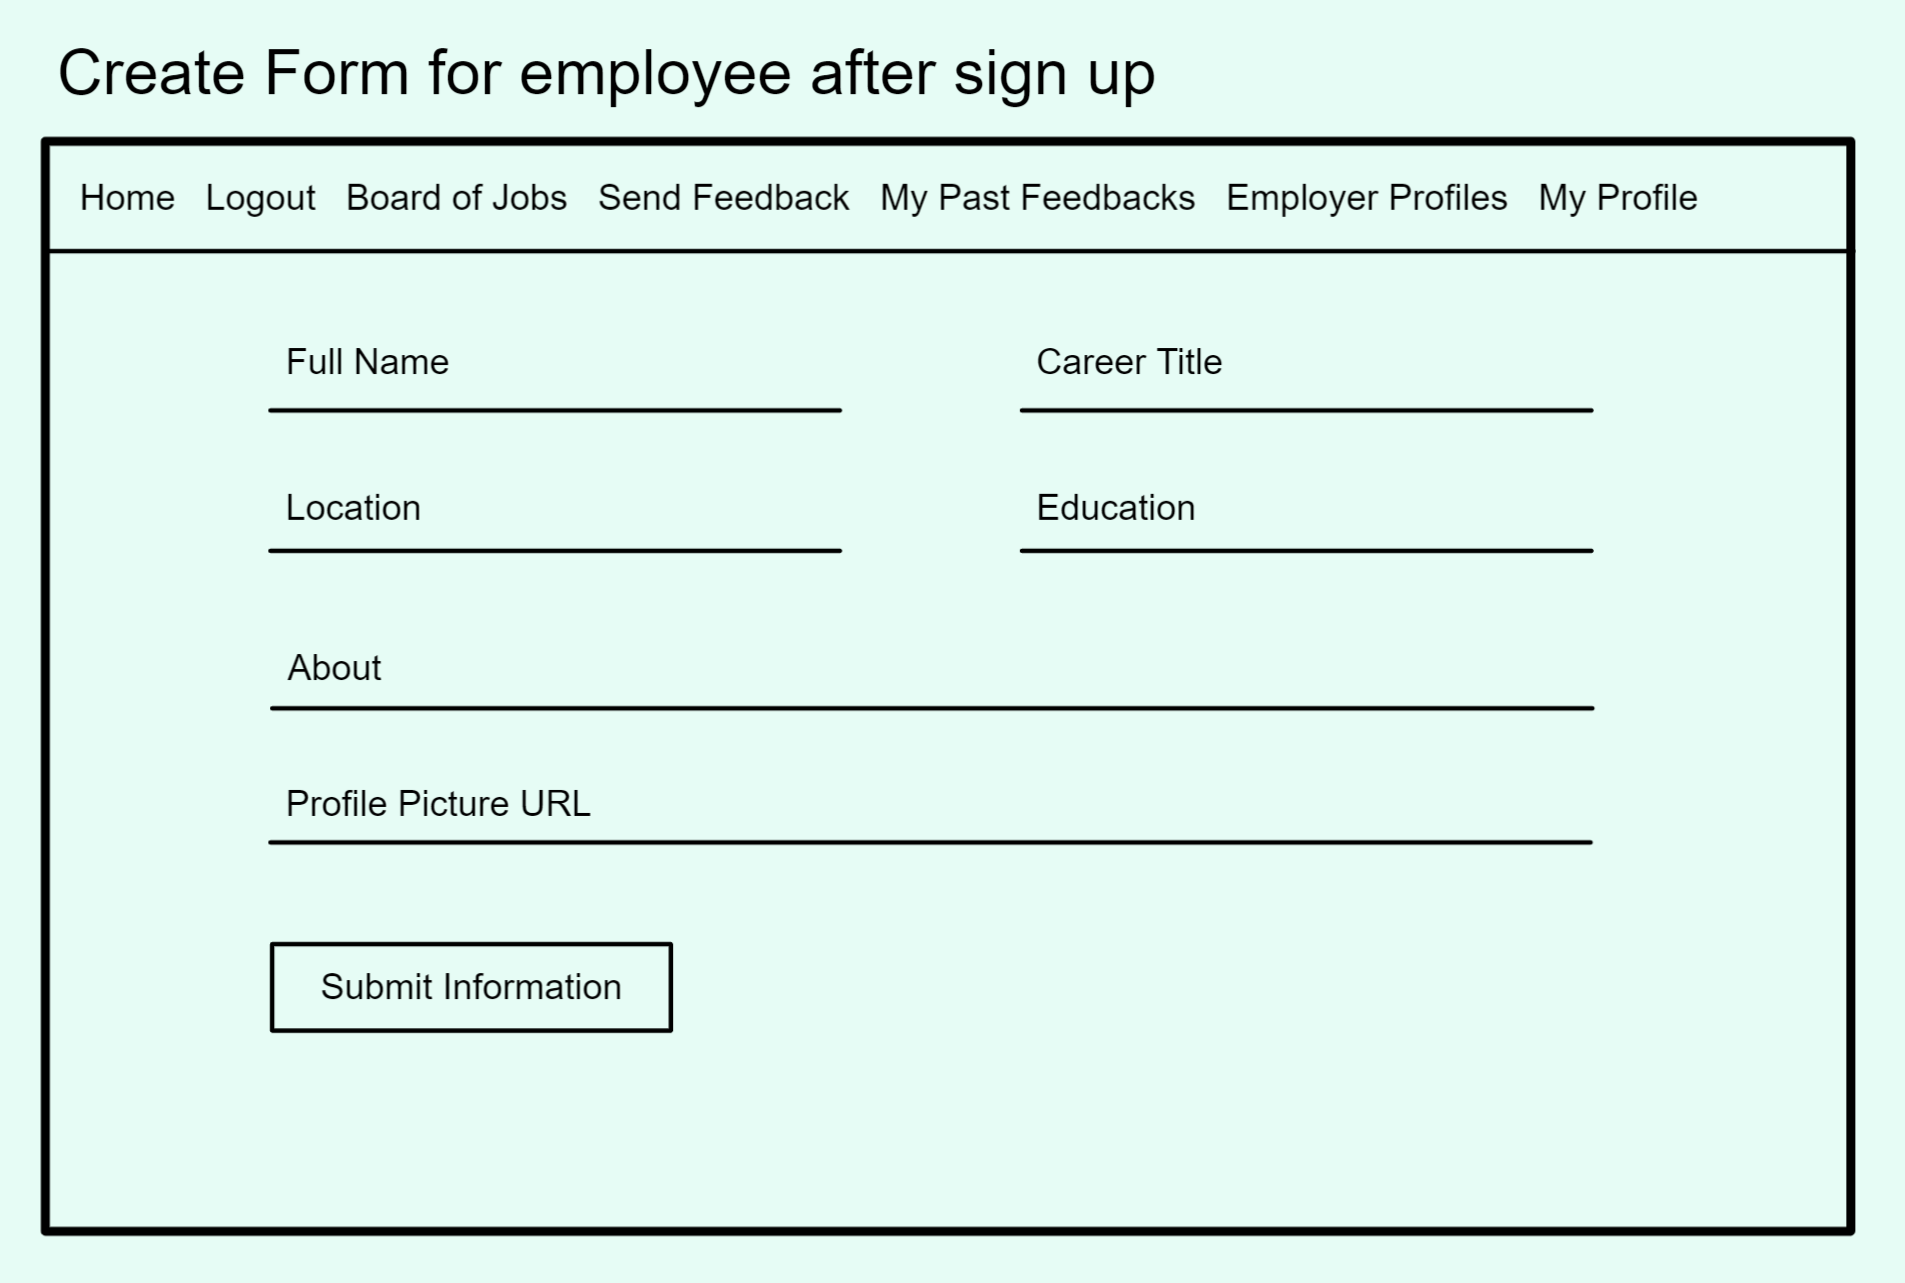 Create Form for employee after sign up
Home Logout Board of Jobs Send Feedback My Past Feedbacks Employer Profiles My Profile
Full Name Career Title
Location Education
About
Profile Picture URL
Submit Information